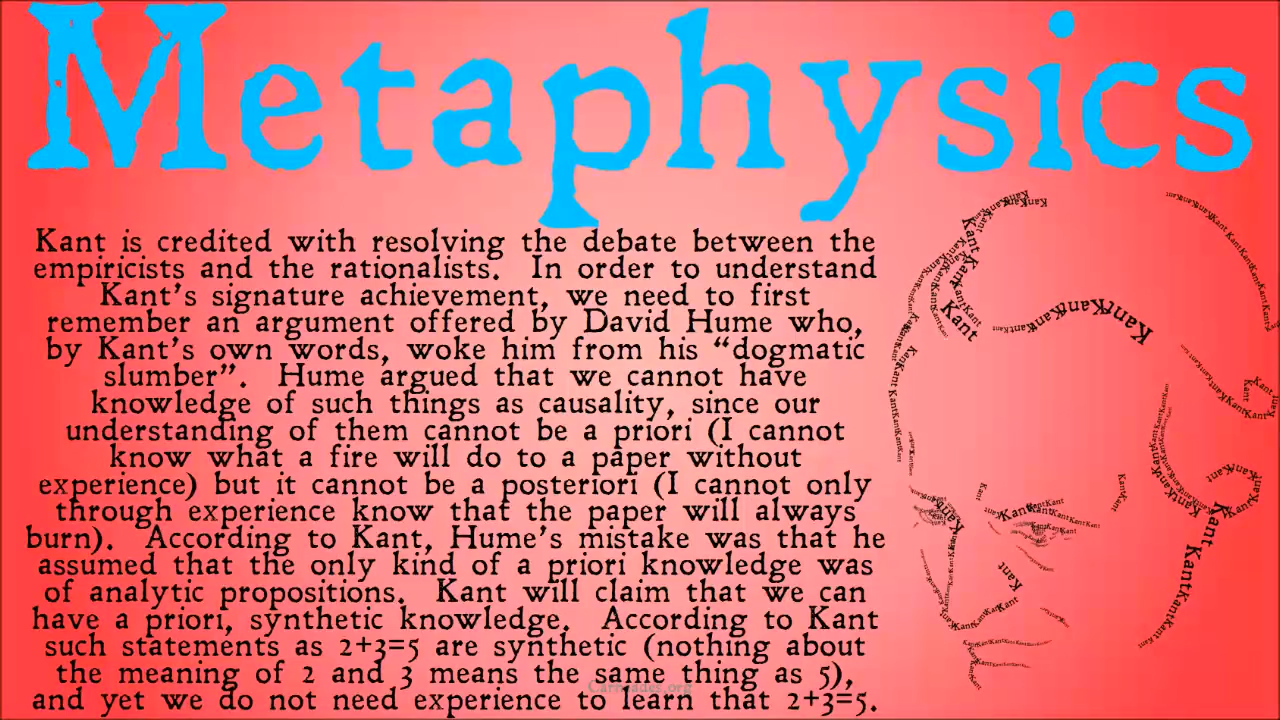 Metaphysics
Kant is credited with resolving the debate between the
empiricists and the rationalists.  In order to understand
Kant's signature achievement, we need to first
remember an argument offered by David Hume who,
by Kant's own words, woke him from his “dogmatic
slumber”.  Hume argued that we cannot have
knowledge of such things as causality, since our
understanding of them cannot be a priori (I cannot
know what a fire will do to a paper without
experience) but it cannot be a posteriori (I cannot only
through experience know that the paper will always
burn).  According to Kant, Hume's mistake was that he
assumed that the only kind of a priori knowledge was
of analytic propositions.  Kant will claim that we can
have a priori, synthetic knowledge.  According to Kant
such statements as 2+3=5 are synthetic (nothing about
the meaning of 2 and 3 means the same thing as 5),
Carneades.org
and yet we do not need experience to learn that 2+3=5.